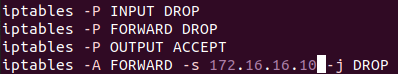 iptables -P INPUT DROP
iptables -P FORWARD DROP
iptables -P OUTPUT ACCEPT
iptables -A FORWARD -s 172.16.16.10 -j DROP